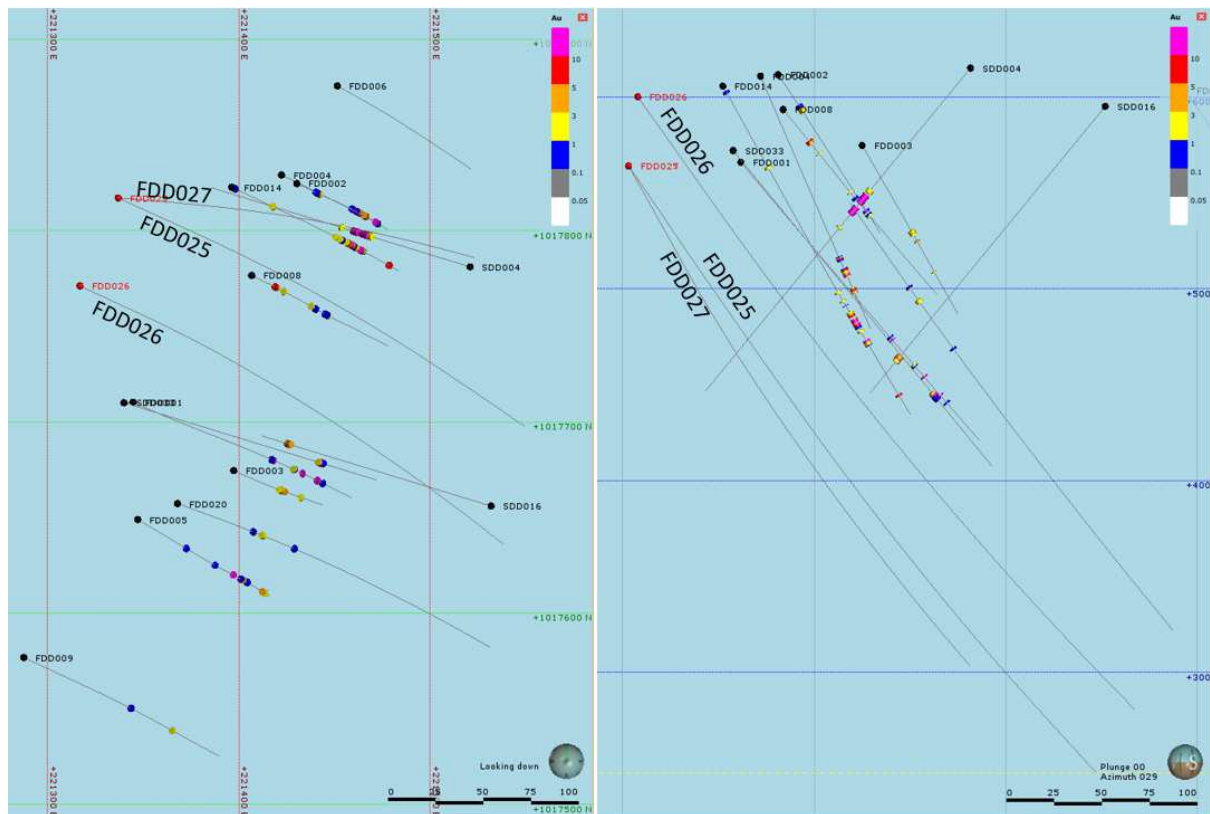 +221300 E
+221400 E
+221500 E
Au
10
5
3
1
0.1
0.05
FDD006
FDD004
FDD002
FDD014
FDD027
FDD025
+1017800 N
SDD004
FDD008
FDD026
FDD026
+1017700 N
FDD003
SDD016
FDD020
FDD005
+1017600 N
FDD009
+221300 E
+221400 E
Looking down
0 25 50 75 100
+1017500 N
Au
10
5
3
1
0.1
0.05
FDD002
SDD004
FDD014
FDD026
FDD008
SDD016
FDD026
SDD033
FDD003
FDD001
FDD025
FDD027
+500
+400
+300
S
Plunge 00
Azimuth 029
0 25 50 75 100